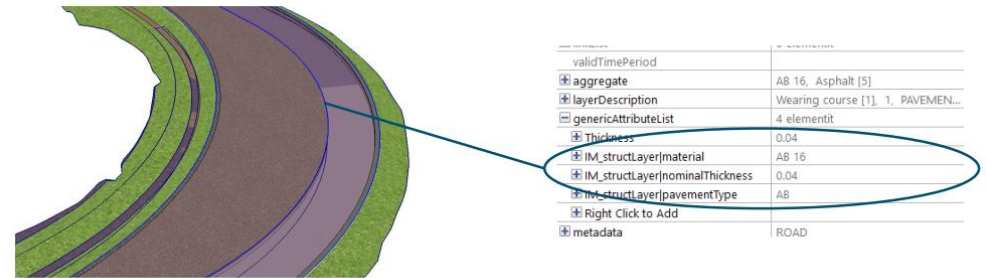 validTimePeriod
aggregate AB 16, Asphalt [5]
layerDescription Wearing course [1], 1, PAVEMEN...
genericAttributeList 4 elementit
Thickness 0.04
IM_structLayer|material AB 16
IM_structLayer|nominalThickness 0.04
IM_structLayer|pavementType AB
Right Click to Add
metadata ROAD